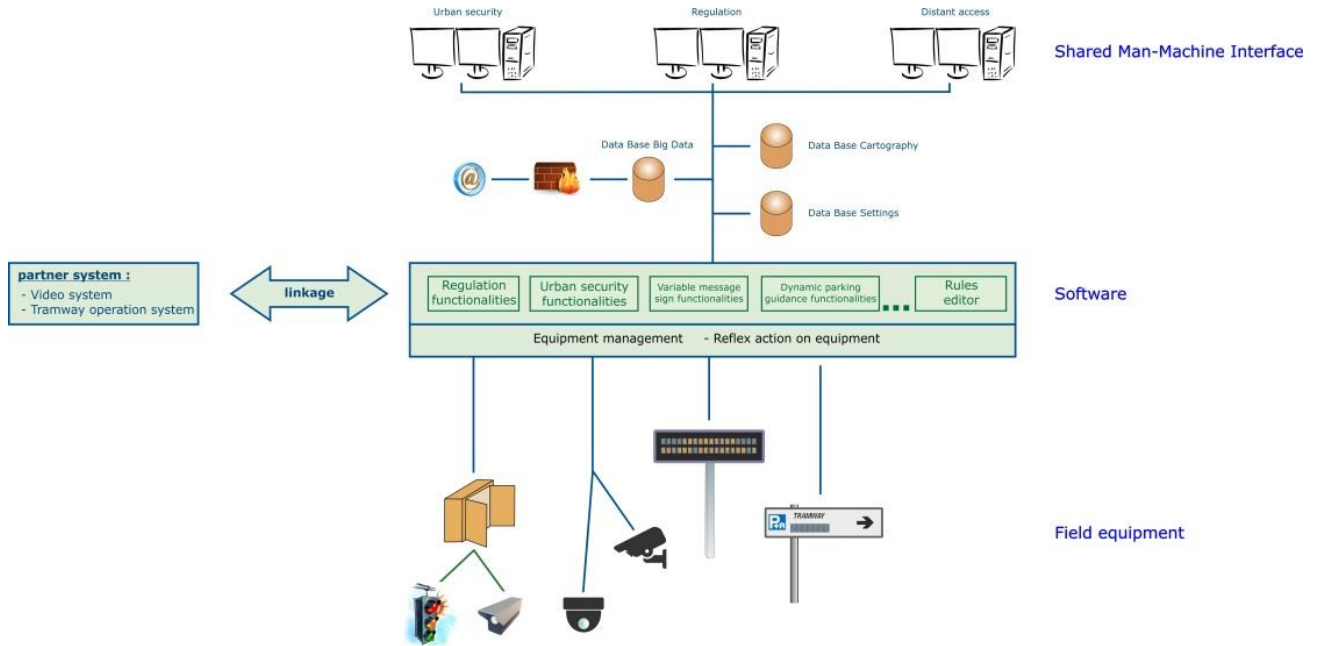 Urban security
Regulation
Distant access
Shared Man-Machine Interface
Data Base Big Data
Data Base Cartography
@
Data Base Settings
partner system :
- Video system
- Tramway operation system
linkage
Regulation
functionalities
Urban security
functionalities
Variable message
sign functionalities
Dynamic parking
guidance functionalities
...
Rules
editor
Software
Equipment management - Reflex action on equipment
P+R
TRAMWAY
Field equipment